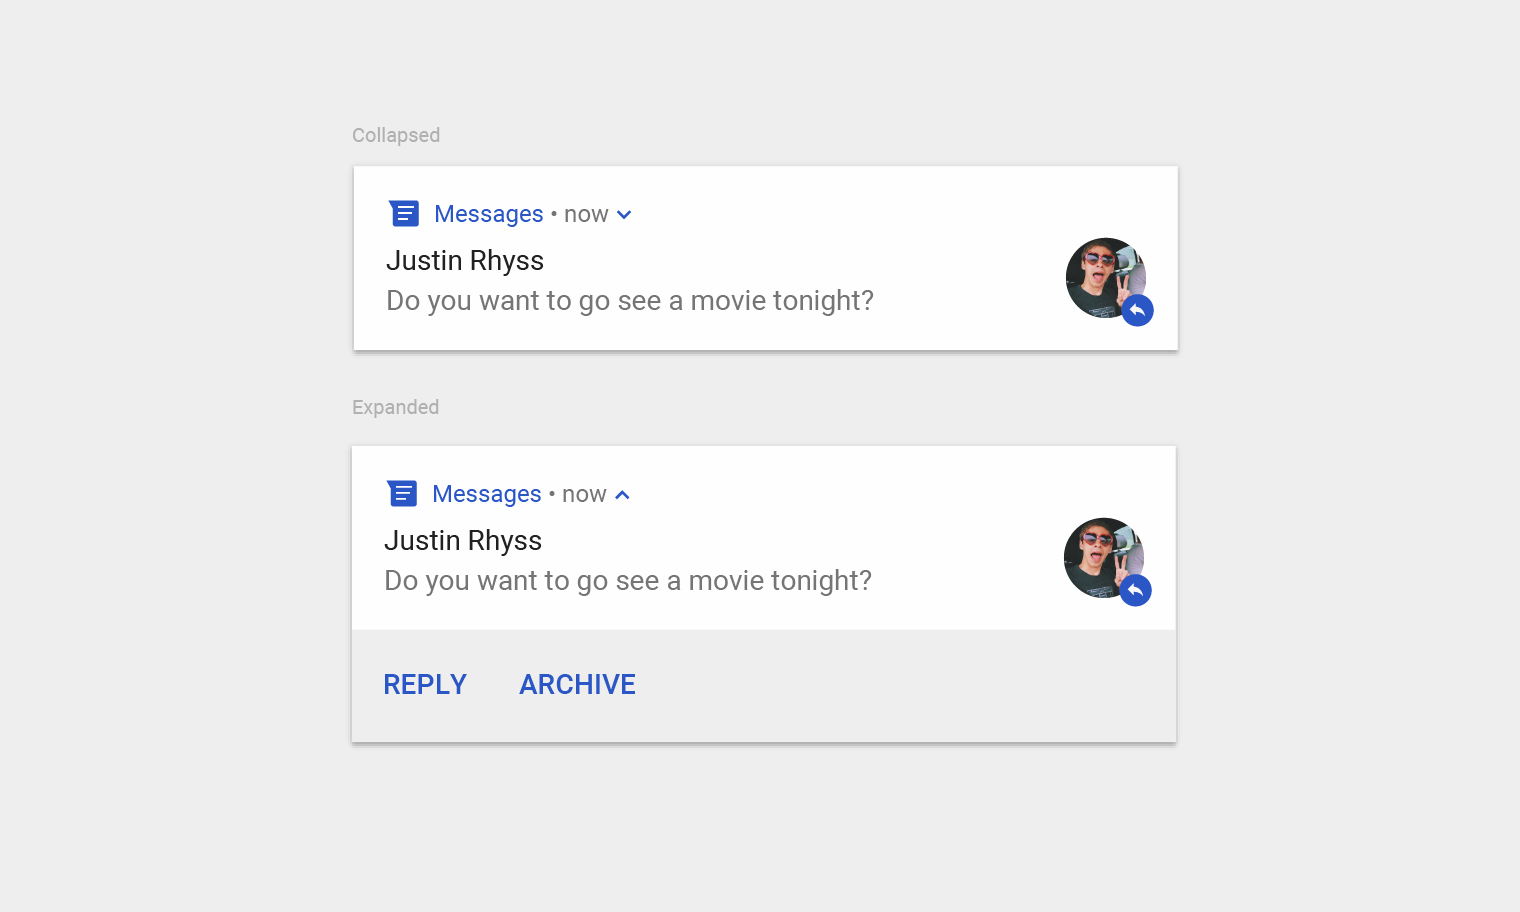 Collapsed
Messages • now
Justin Rhyss
Do you want to go see a movie tonight?
Expanded
Messages • now
Justin Rhyss
Do you want to go see a movie tonight?
REPLY ARCHIVE